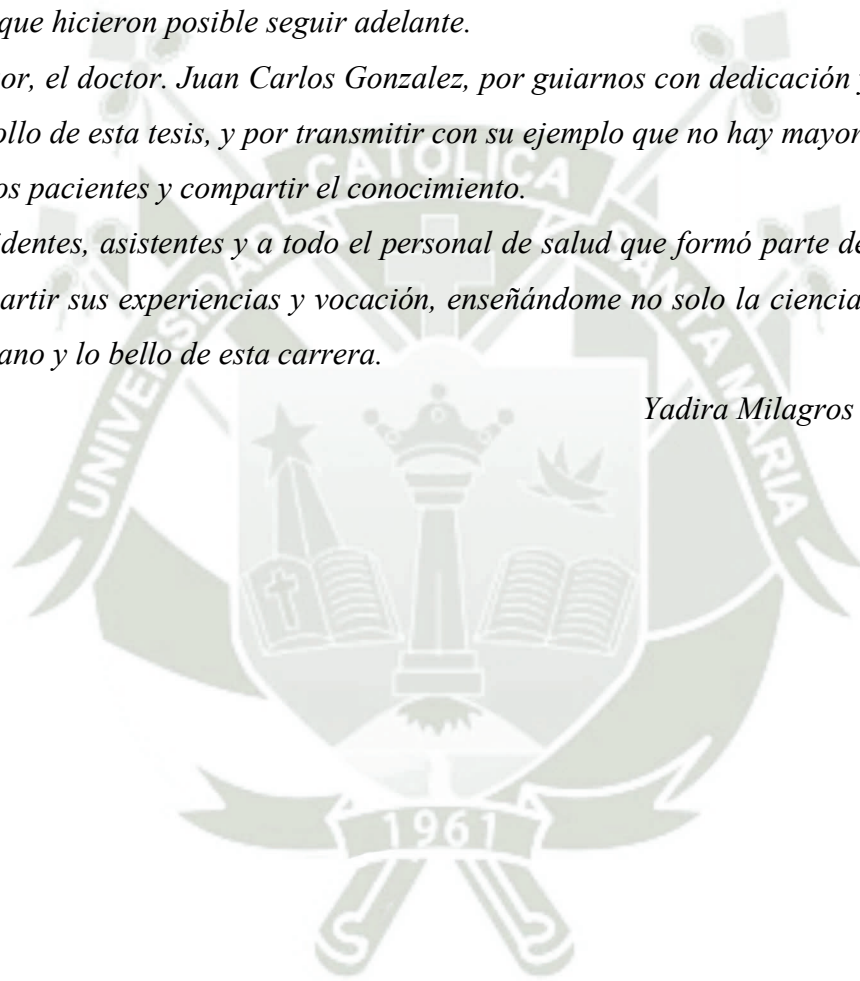 que hicieron posible seguir adelante.
or, el doctor. Juan Carlos Gonzalez, por guiarnos con dedicación y
ollo de esta tesis, y por transmitir con su ejemplo que no hay mayor
os pacientes y compartir el conocimiento.
identes, asistentes y a todo el personal de salud que formó parte de
artir sus experiencias y vocación, enseñándome no solo la ciencia
ano y lo bello de esta carrera.
Yadira Milagros
UNIVERSIDAD CATOLICA SANTA MARIA
1961